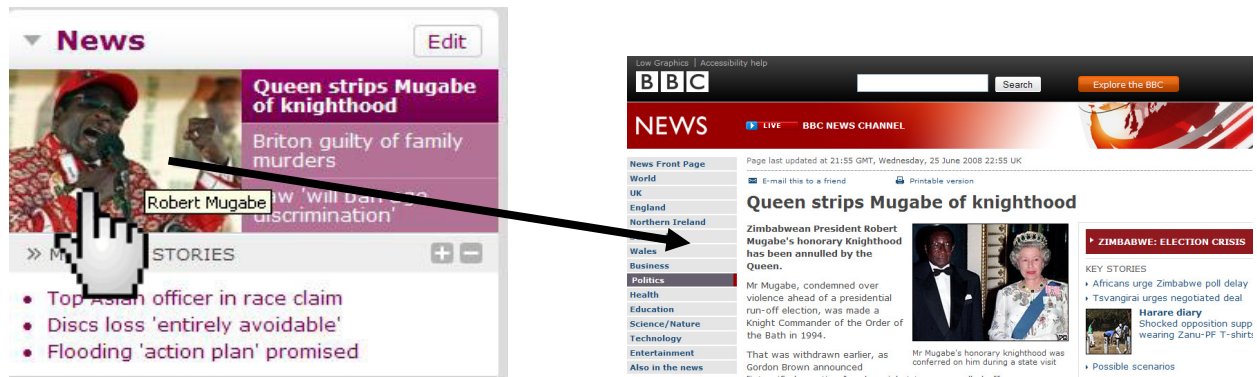 News
Edit
Queen strips Mugabe
of knighthood
Briton guilty of family
murders
Robert Mugabe
discrimination'
STORIES
Top Asian officer in race claim
Discs loss 'entirely avoidable'
Flooding 'action plan' promised
Low Graphics | Accessibility help
BBC
Search
Explore the BBC
NEWS
LIVE BBC NEWS CHANNEL
News Front Page
World
UK
England
Northern Ireland
Wales
Business
Politics
Health
Education
Science/Nature
Technology
Entertainment
Also in the news
Page last updated at 21:55 GMT, Wednesday, 25 June 2008 22:55 UK
E-mail this to a friend
Printable version
Queen strips Mugabe of knighthood
Zimbabwean President Robert
Mugabe's honorary Knighthood
has been annulled by the
Queen.
Mr Mugabe, condemned over
violence ahead of a presidential
run-off election, was made a
Knight Commander of the Order of
the Bath in 1994.
That was withdrawn earlier, as
Gordon Brown announced
Mr Mugabe's honorary knighthood was
conferred on him during a state visit
ZIMBABWE: ELECTION CRISIS
KEY STORIES
Africans urge Zimbabwe poll delay
Tsvangirai urges negotiated deal
Harare diary
Shocked opposition supp
wearing Zanu-PF T-shirts
Possible scenarios